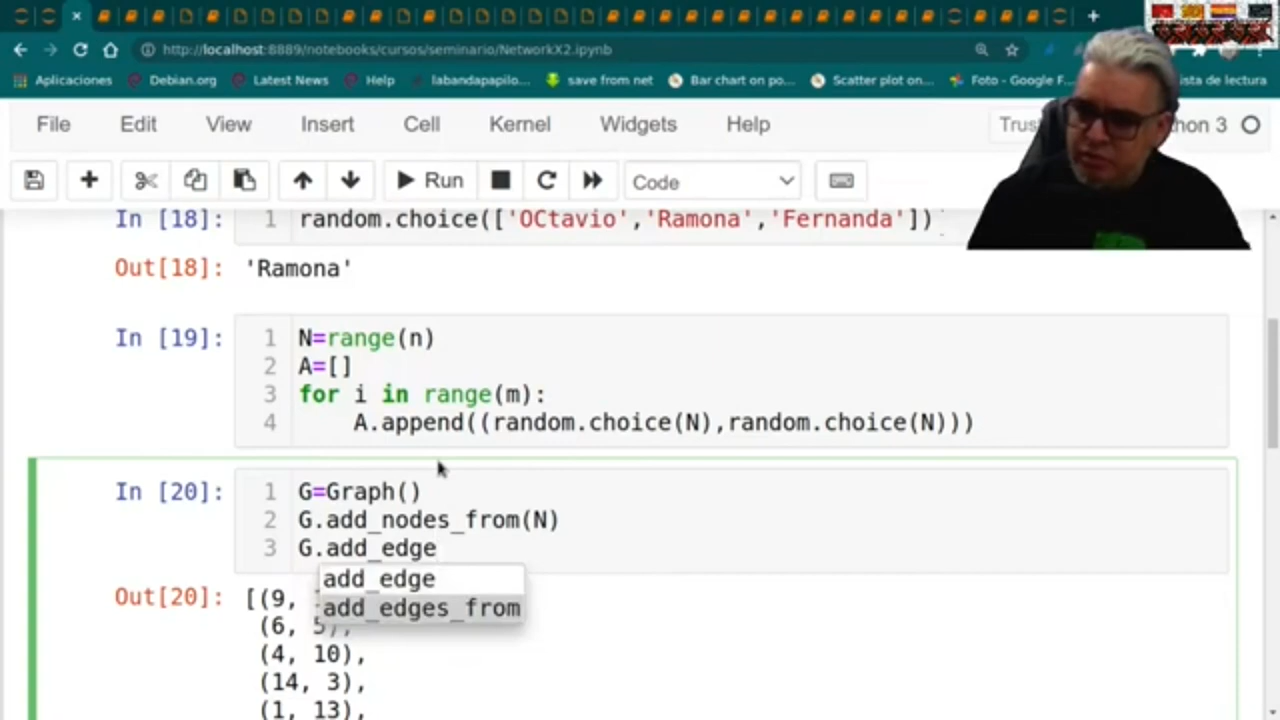 http://localhost:8889/notebooks/cursos/seminario/NetworkX2.ipynb
Aplicaciones Debian.org Latest News Help labandapapilo... save from net Bar chart on po... Scatter plot on... Foto - Google F... ista de lectura
File Edit View Insert Cell Kernel Widgets Help Trus hon 3
Run Code
In [18]: 1 random.choice(['OCtavio','Ramona','Fernanda'])
Out[18]: 'Ramona'
In [19]: 1 N=range(n)
2 A=[]
3 for i in range(m):
4 A.append((random.choice(N),random.choice(N)))
In [20]: 1 G=Graph()
2 G.add_nodes_from(N)
3 G.add_edge
add_edge
Out[20]: [(9,
add_edges_from
(6, 5),
(4, 10),
(14, 3),
(1, 13),